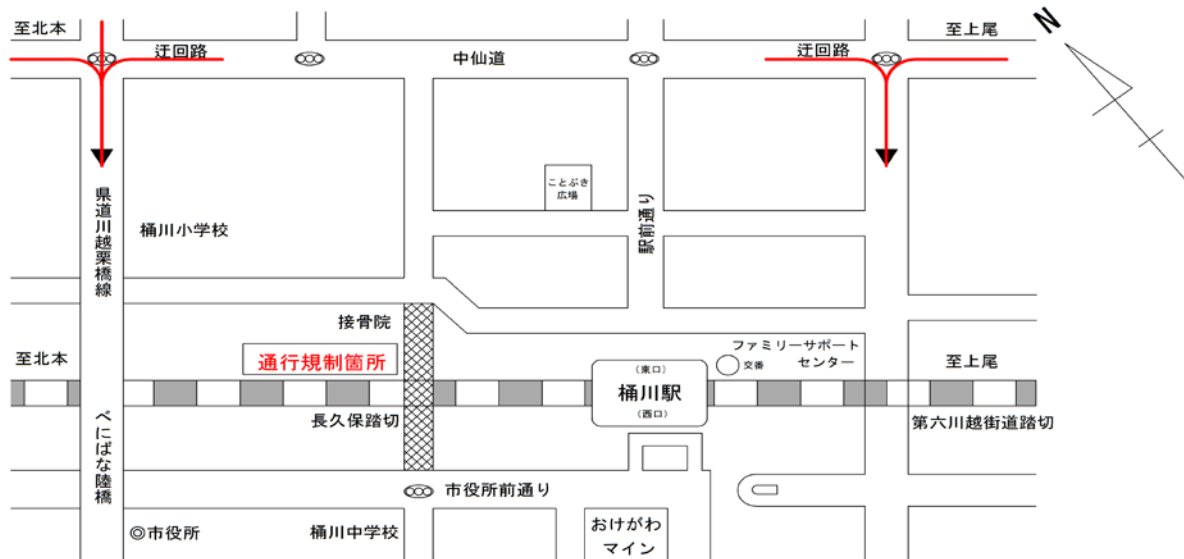 至北本
迂回路
中仙道
迂回路
至上尾
N
ことぶき
広場
駅前通り
県道川越栗橋線
桶川小学校
接骨院
至北本
通行規制箇所
ファミリーサポート
センター
交番
至上尾
(東口)
桶川駅
(西口)
長久保踏切
第六川越街道踏切
べにばな陸橋
市役所前通り
◎市役所
桶川中学校
おけがわ
マイン